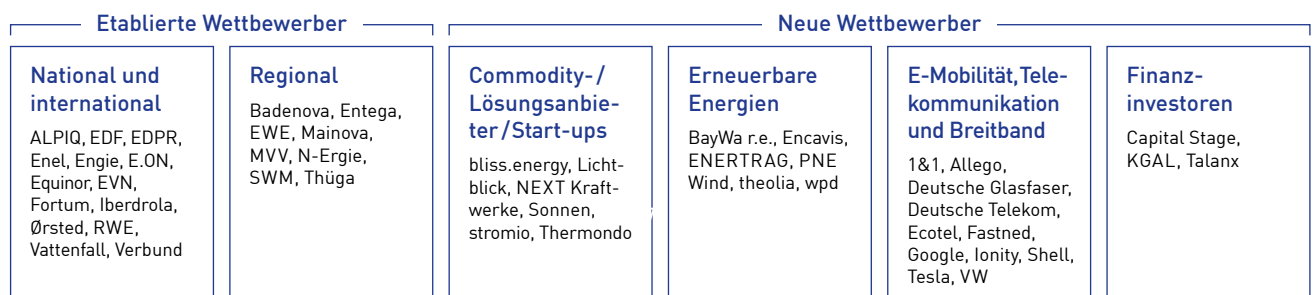 Etablierte Wettbewerber
Neue Wettbewerber
National und
international
ALPIQ, EDF, EDPR,
Enel, Engie, E.ON,
Equinor, EVN,
Fortum, Iberdrola,
Ørsted, RWE,
Vattenfall, Verbund
Regional
Badenova, Entega,
EWE, Mainova,
MVV, N-Ergie,
SWM, Thüga
Commodity-/
Lösungsanbie-
ter/Start-ups
bliss.energy, Licht-
blick, NEXT Kraft-
werke, Sonnen,
stromio, Thermondo
Erneuerbare
Energien
BayWa r.e., Encavis,
ENERTRAG, PNE
Wind, theolia, wpd
E-Mobilität, Tele-
kommunikation
und Breitband
1&1, Allego,
Deutsche Glasfaser,
Deutsche Telekom,
Ecotel, Fastned,
Google, Ionity, Shell,
Tesla, VW
Finanz-
investoren
Capital Stage,
KGAL, Talanx